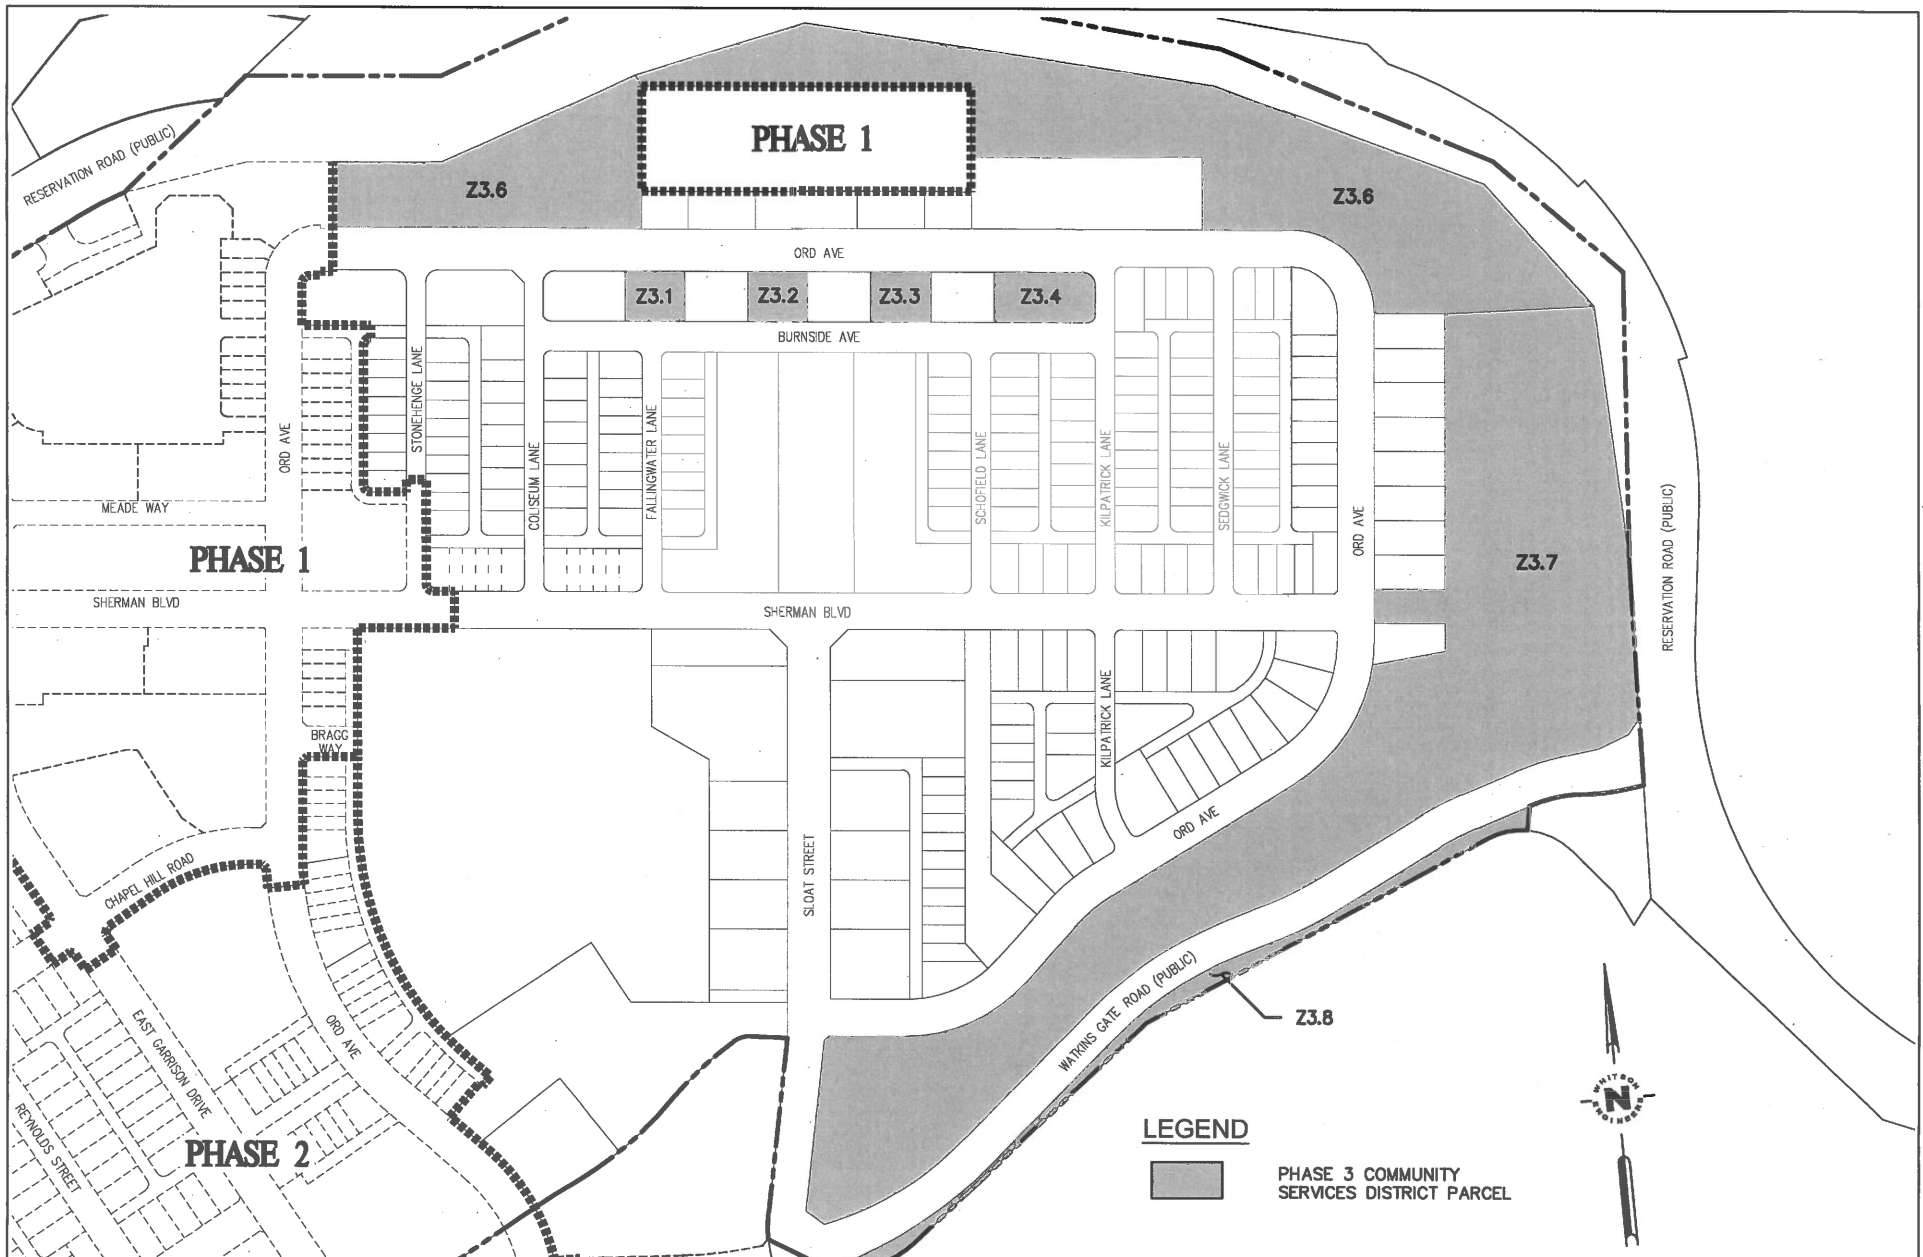 PHASE 1
RESERVATION ROAD (PUBLIC)
Z3.6
Z3.6
ORD AVE
Z3.1
Z3.2
Z3.3
Z3.4
BURNSIDE AVE
STONEHENGE LANE
ORD AVE
COLISEUM LANE
FALLINGWATER LANE
SCHOFIELD LANE
KILPATRICK LANE
SEDGWICK LANE
ORD AVE
MEADE WAY
PHASE 1
Z3.7
RESERVATION ROAD (PUBLIC)
SHERMAN BLVD
SHERMAN BLVD
KILPATRICK LANE
BRAGG
WAY
ORD AVE
CHAPEL HILL ROAD
SLOAT STREET
WATKINS GATE ROAD (PUBLIC)
Z3.8
EAST GARRISON DRIVE
ORD AVE
REYNOLDS STREET
PHASE 2
WHITSON
N
ENGINEERS
LEGEND
PHASE 3 COMMUNITY
SERVICES DISTRICT PARCEL